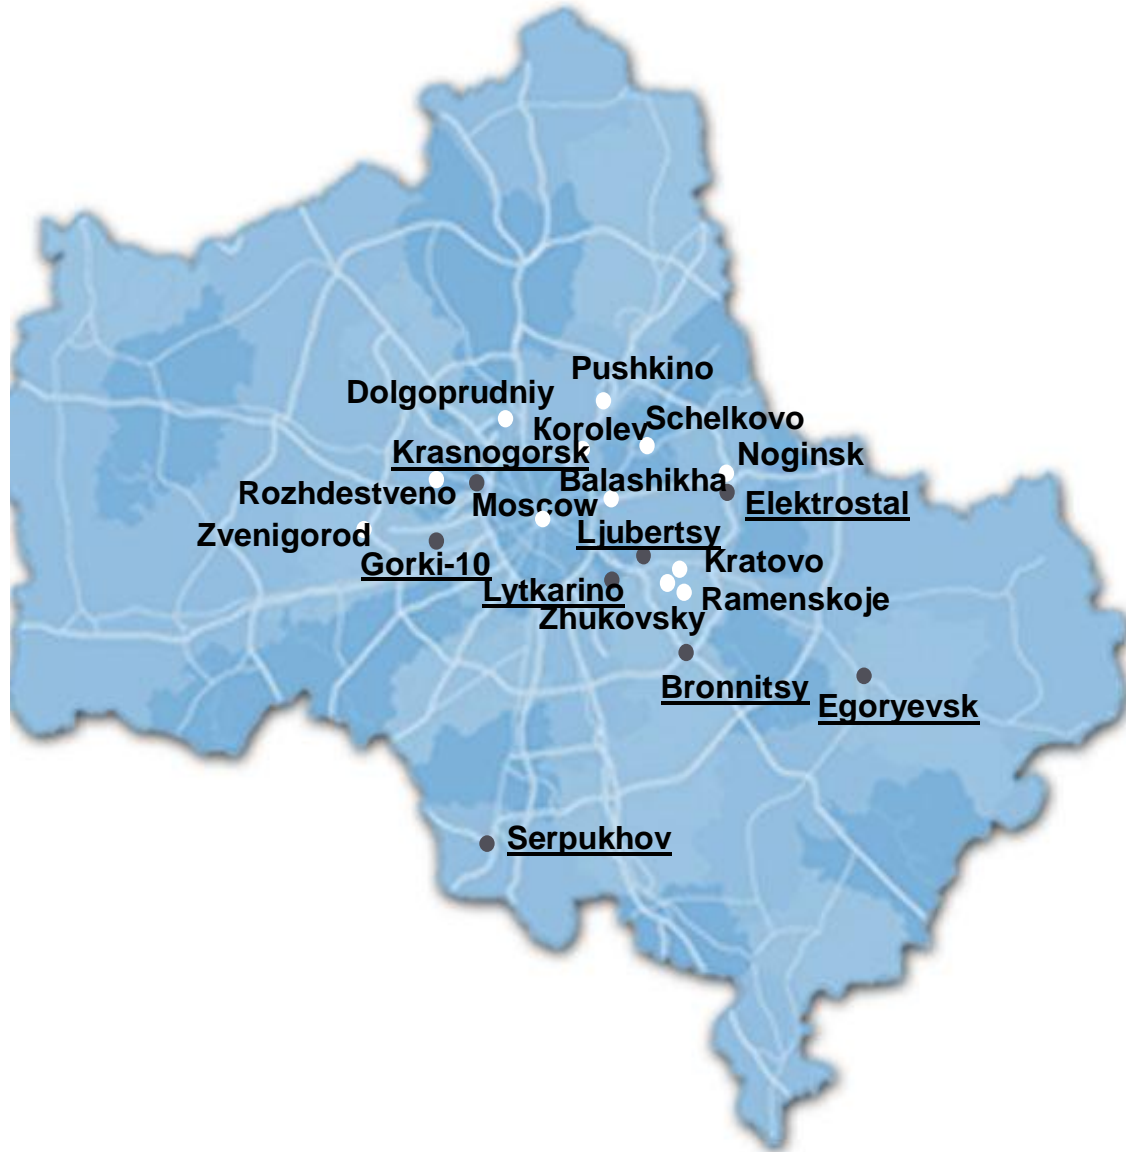 Pushkino
Dolgoprudniy
Schelkovo
Korolev
Krasnogorsk
Noginsk
Balashikha
Rozhdestveno
Moscow
Elektrostal
Zvenigorod
Ljubertsy
Gorki-10
Kratovo
Lytkarino
Ramenskoje
Zhukovsky
Bronnitsy
Egoryevsk
Serpukhov